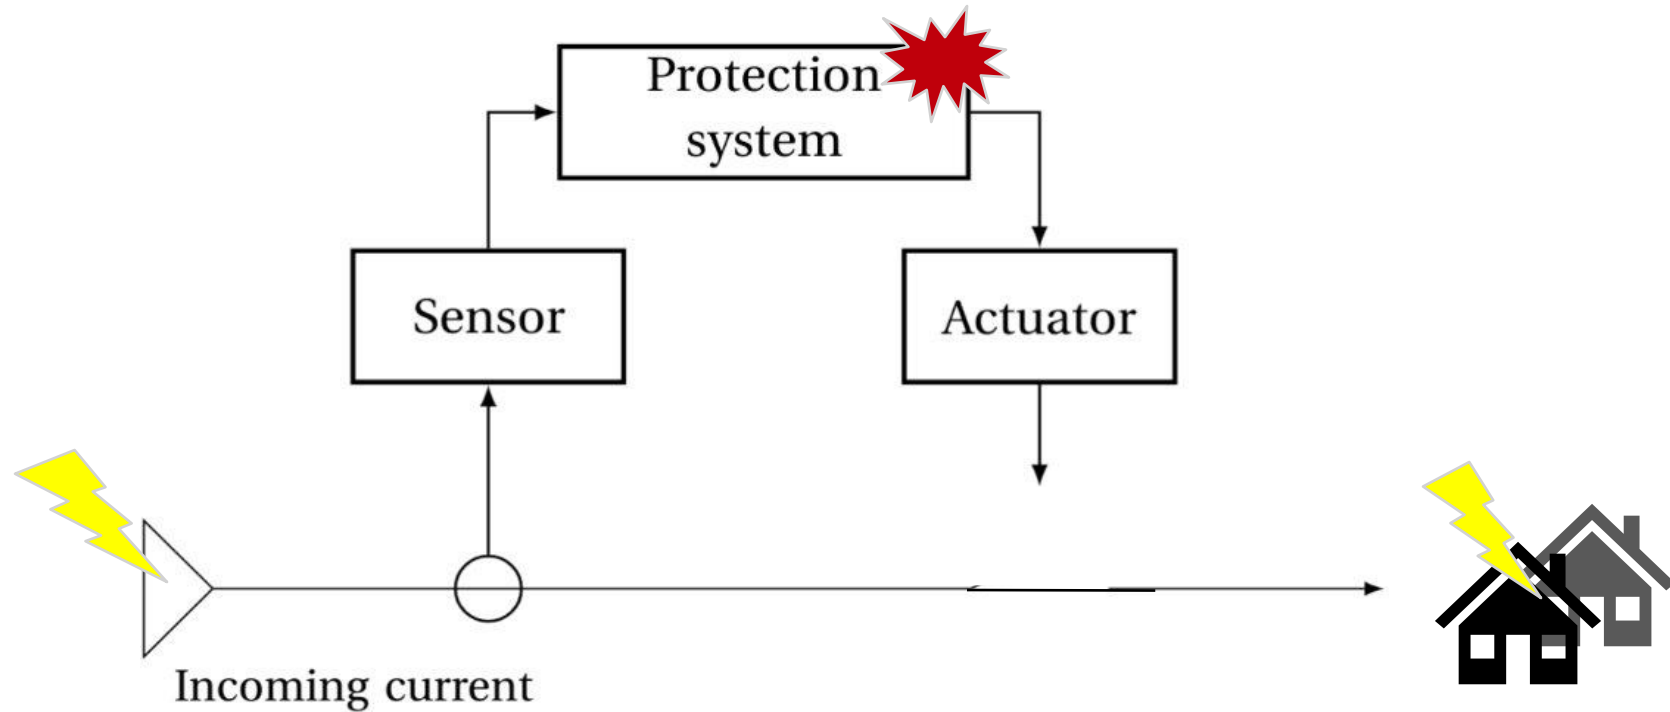 Protection
system
Sensor
Actuator
Incoming current